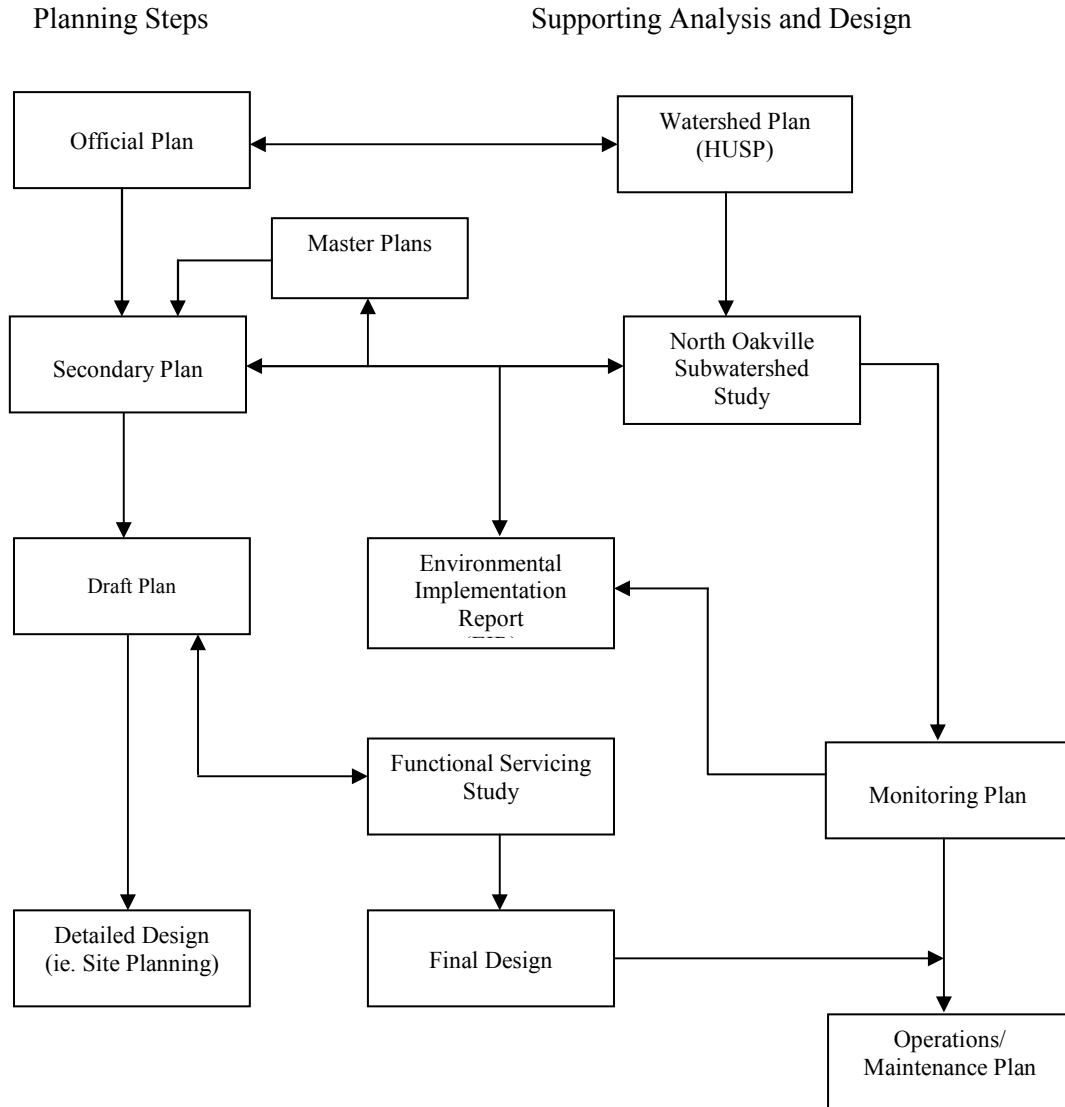 Planning Steps
Supporting Analysis and Design
Official Plan
Watershed Plan
(HUSP)
Master Plans
Secondary Plan
North Oakville
Subwatershed
Study
Draft Plan
Environmental
Implementation
Report
Functional Servicing
Study
Monitoring Plan
Detailed Design
(ie. Site Planning)
Final Design
Operations/
Maintenance Plan